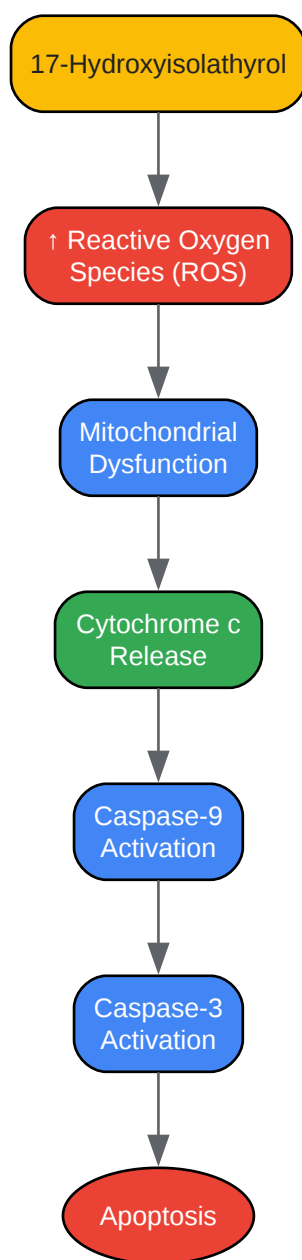 17-Hydroxyisolathyrol
↑ Reactive Oxygen
Species (ROS)
Mitochondrial
Dysfunction
Cytochrome c
Release
Caspase-9
Activation
Caspase-3
Activation
Apoptosis